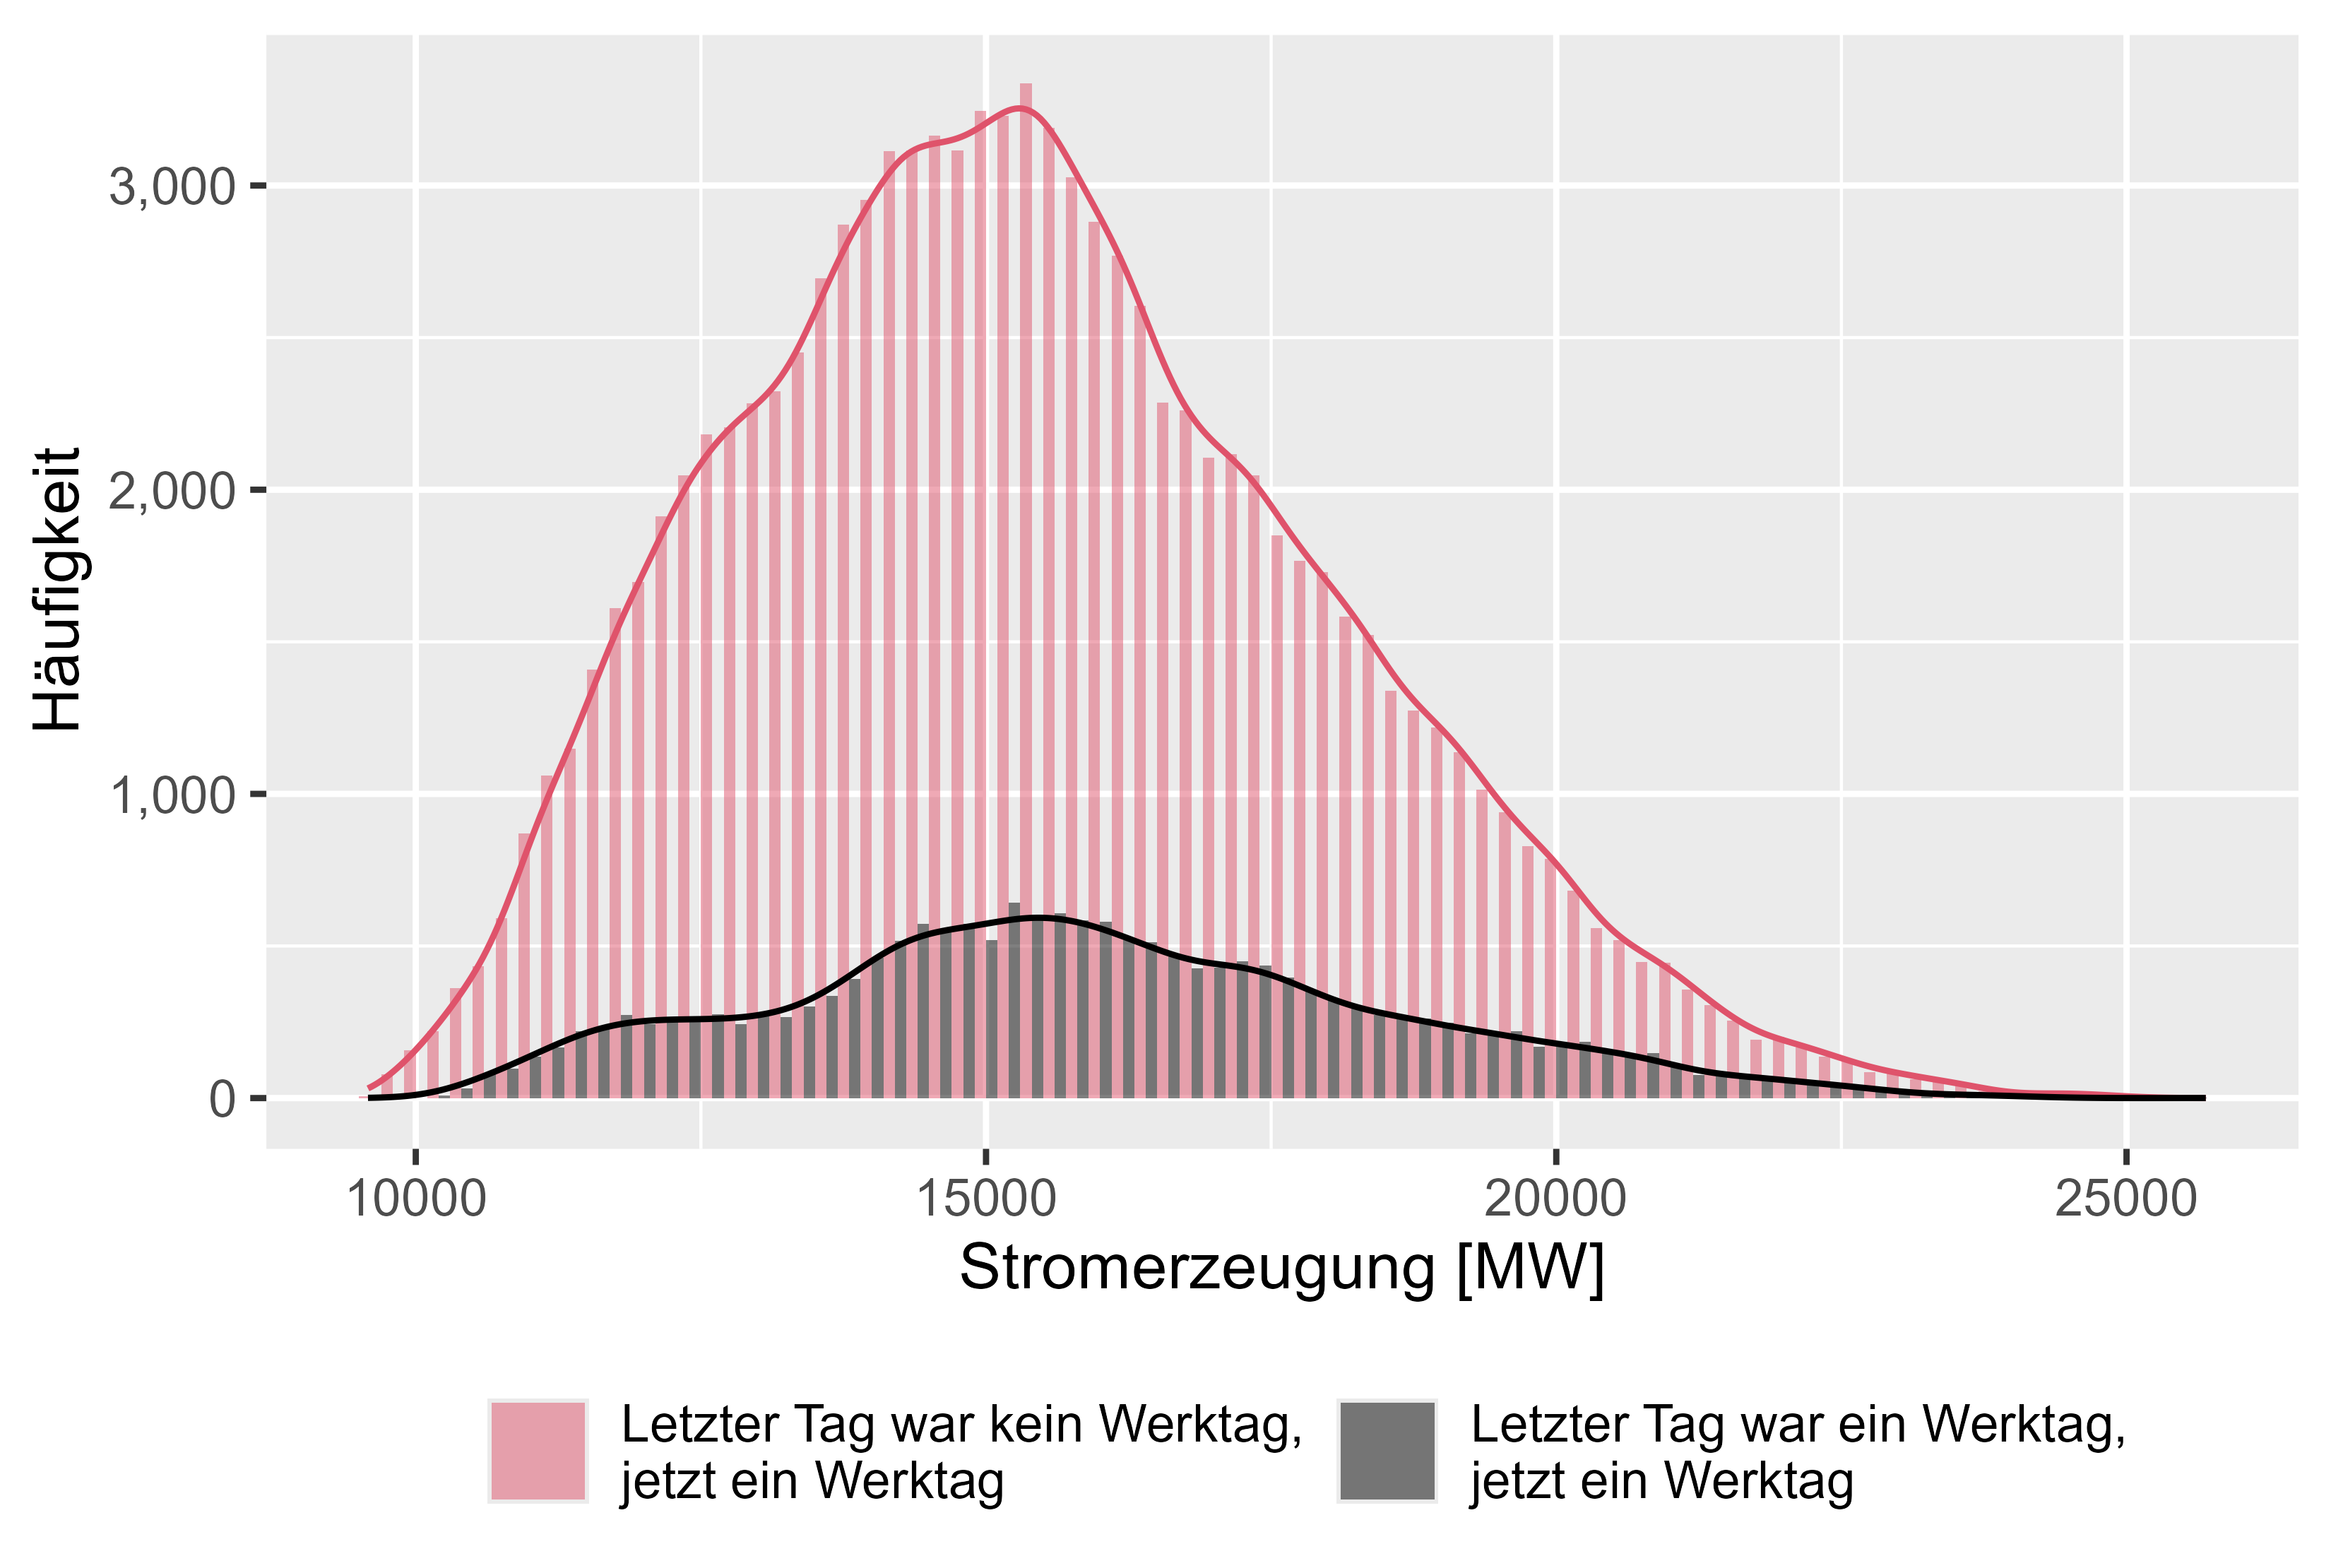 Häufigkeit
3,000
2,000
1,000
0
10000
15000
20000
25000
Stromerzeugung [MW]
Letzter Tag war kein Werktag,
jetzt ein Werktag
Letzter Tag war ein Werktag,
jetzt ein Werktag